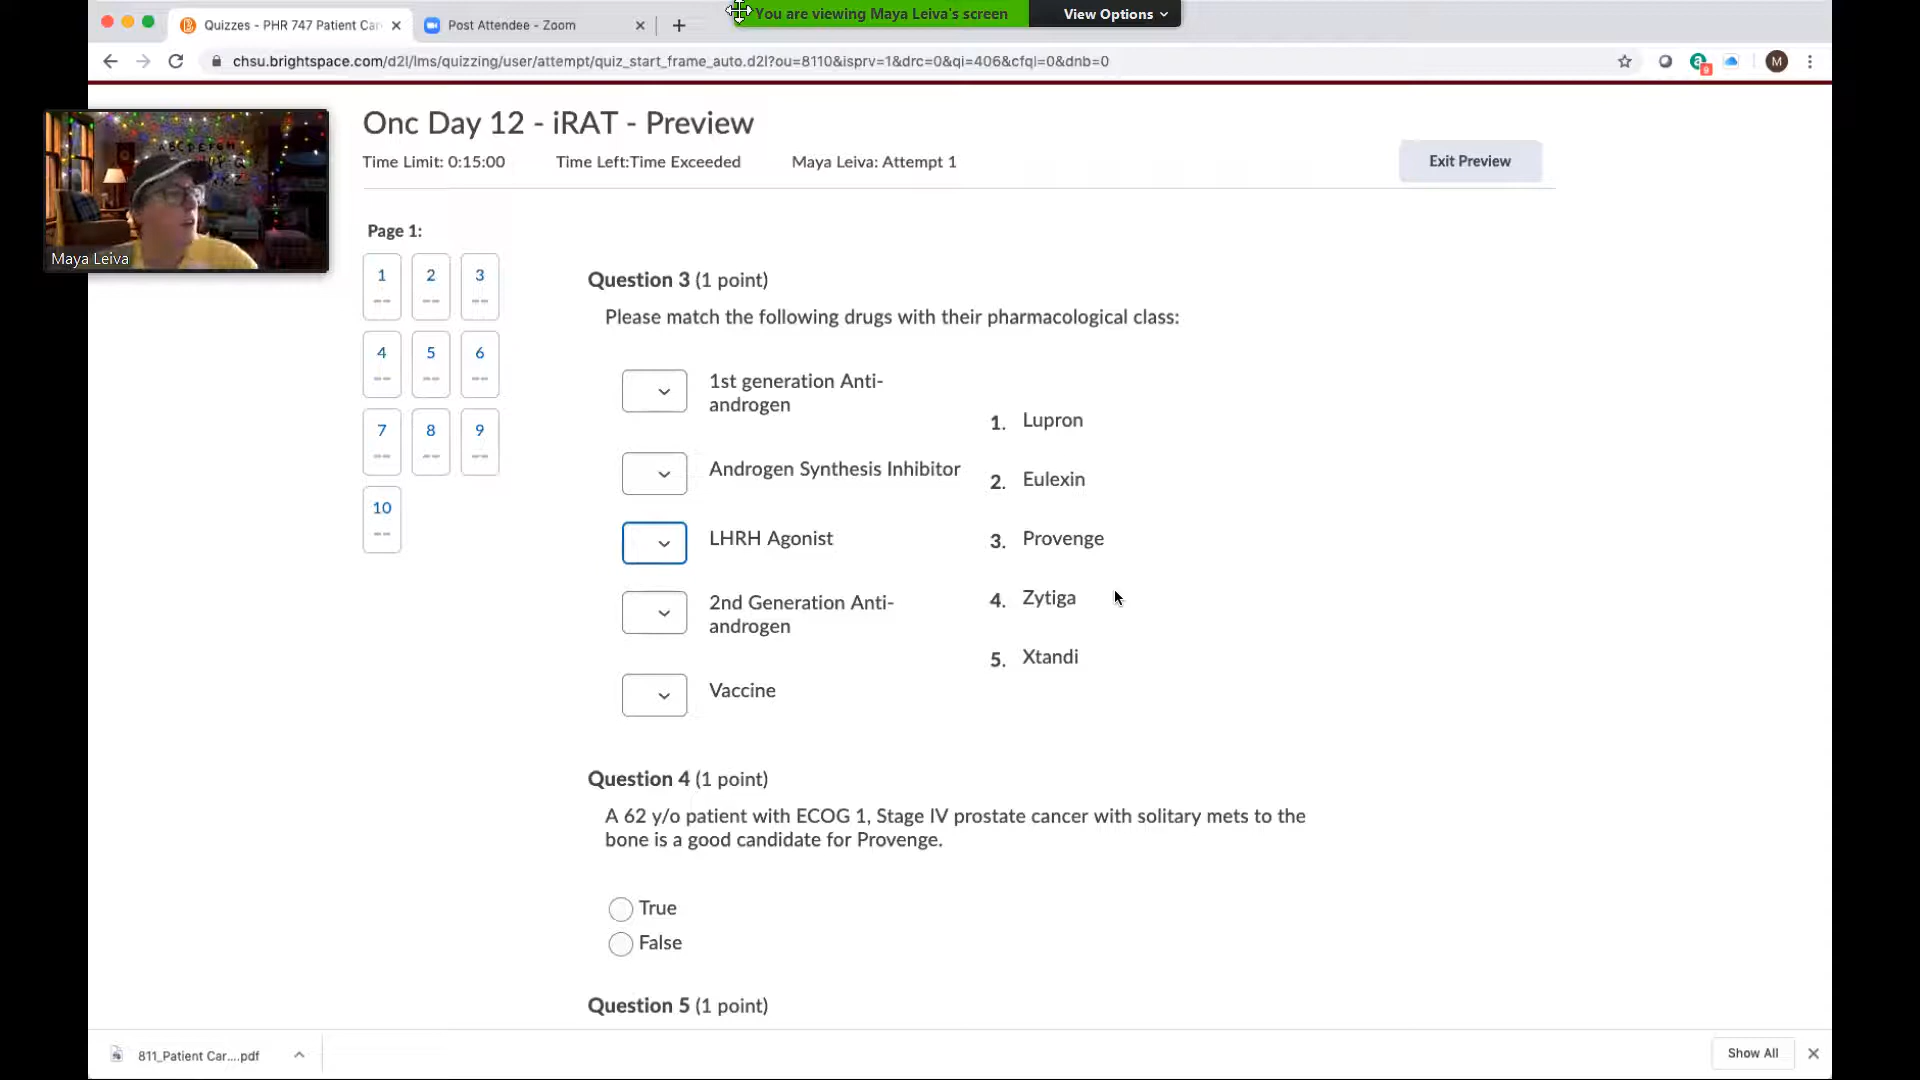 Quizzes - PHR 747 Patient Car
Post Attendee - Zoom
You are viewing Maya Leiva's screen
View Options
chsu.brightspace.com/d2l/lms/quizzing/user/attempt/quiz_start_frame_auto.d2l?ou=8110&isprv=1&drc=0&qi=406&cfql=0&dnb=0
M
Maya Leiva
Onc Day 12 - iRAT - Preview
Time Limit: 0:15:00 Time Left:Time Exceeded Maya Leiva: Attempt 1
Exit Preview
Page 1:
1 2 3
-- -- --
4 5 6
-- -- --
7 8 9
-- -- --
10
--
Question 3 (1 point)
Please match the following drugs with their pharmacological class:
1st generation Anti-
androgen
Androgen Synthesis Inhibitor
LHRH Agonist
2nd Generation Anti-
androgen
Vaccine
1. Lupron
2. Eulexin
3. Provenge
4. Zytiga
5. Xtandi
Question 4 (1 point)
A 62 y/o patient with ECOG 1, Stage IV prostate cancer with solitary mets to the
bone is a good candidate for Provenge.
True
False
Question 5 (1 point)
811_Patient Car....pdf
Show All